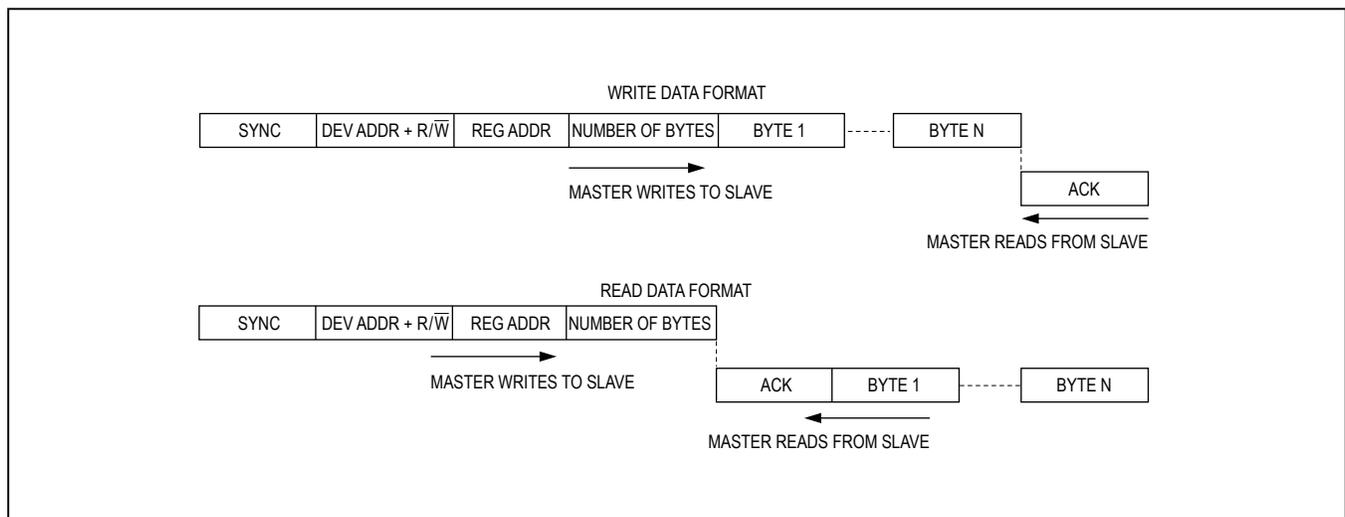 WRITE DATA FORMAT
SYNC DEV ADDR + R/W̅ REG ADDR NUMBER OF BYTES BYTE 1 BYTE N
MASTER WRITES TO SLAVE
ACK
MASTER READS FROM SLAVE
READ DATA FORMAT
SYNC DEV ADDR + R/W̅ REG ADDR NUMBER OF BYTES
MASTER WRITES TO SLAVE
ACK BYTE 1 BYTE N
MASTER READS FROM SLAVE